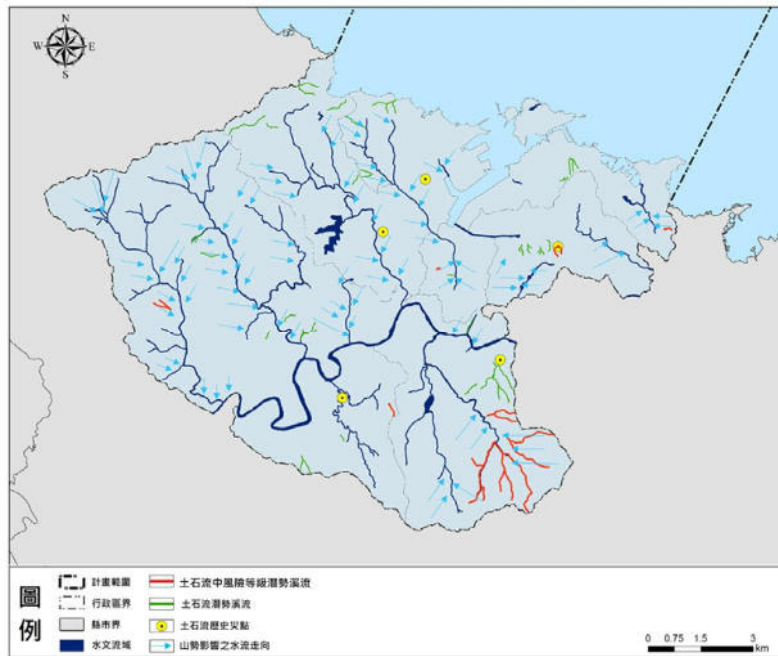 N
W E
S
圖例
計畫範圍
行政區界
縣市界
水文流域
土石流中風險等級潛勢溪流
土石流潛勢溪流
土石流歷史災點
山勢影響之水流走向
0 0.75 1.5 3
km